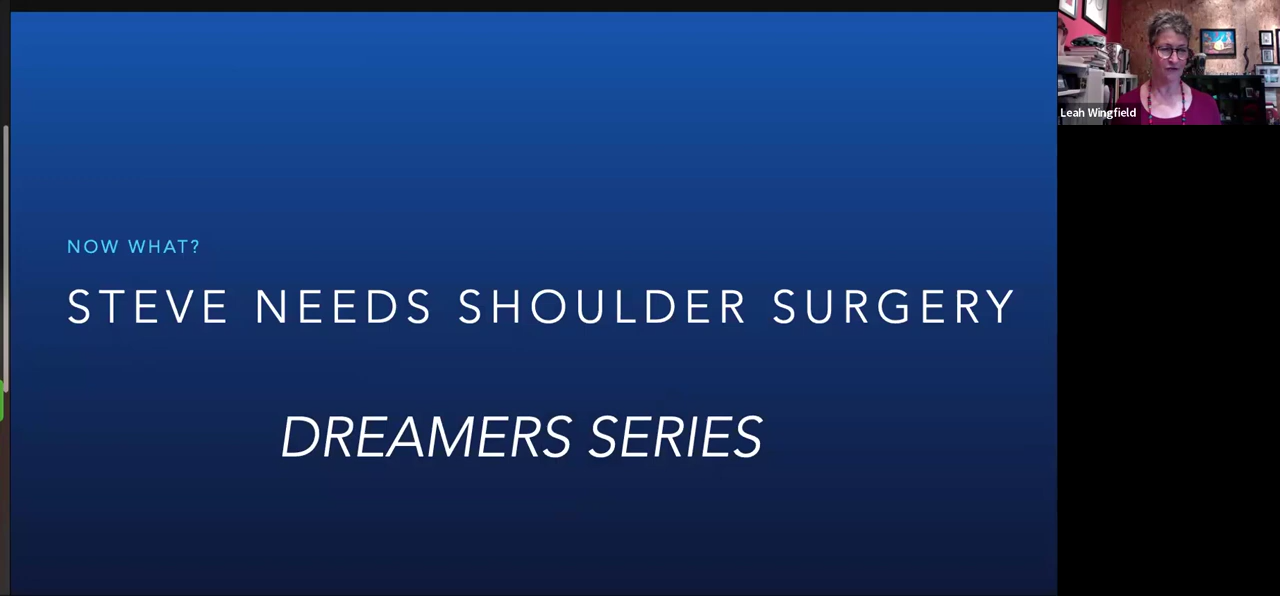 NOW WHAT?
STEVE NEEDS SHOULDER SURGERY
DREAMERS SERIES
Leah Wingfield